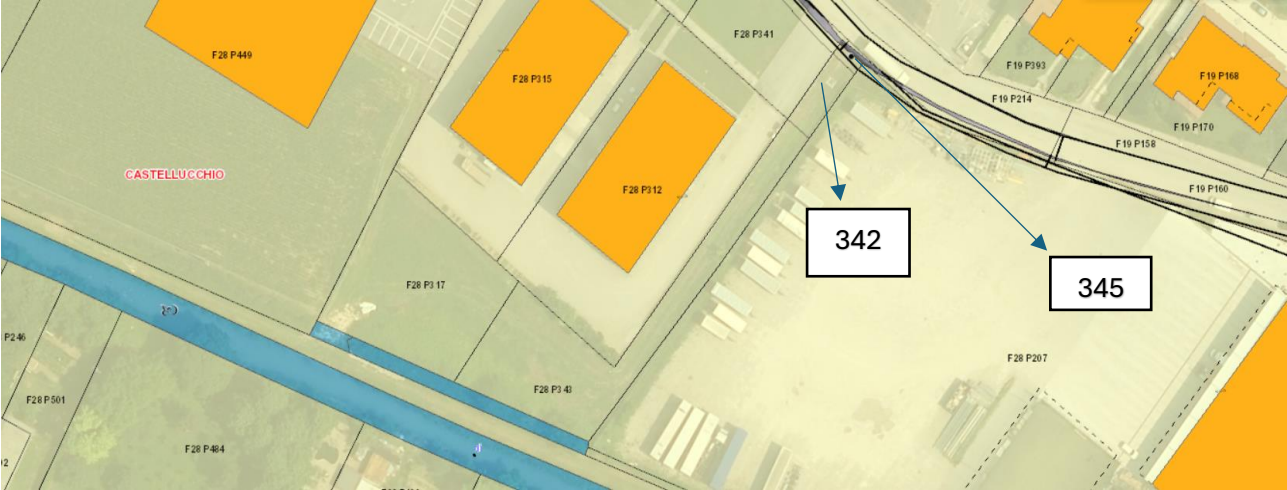 F28 P341
F28 P449
F19 P393
F28 P315
F19 P168
F19 P214
F19 P170
F19 P158
CASTELLUCCHIO
F28 P312
F19 P160
342
F28 P317
345
P246
F28 P207
F28 P343
F28 P501
F28 P484